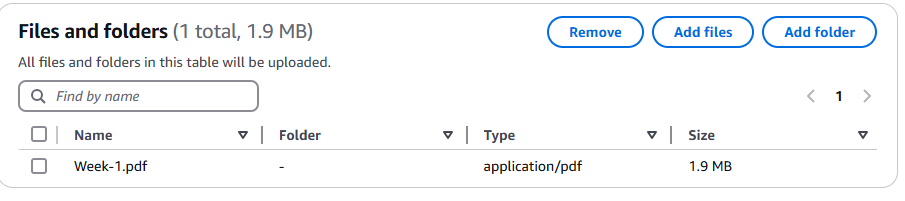 Files and folders (1 total, 1.9 MB)
Remove
Add files
Add folder
All files and folders in this table will be uploaded.
Find by name
1
Name Folder Type Size
Week-1.pdf - application/pdf 1.9 MB